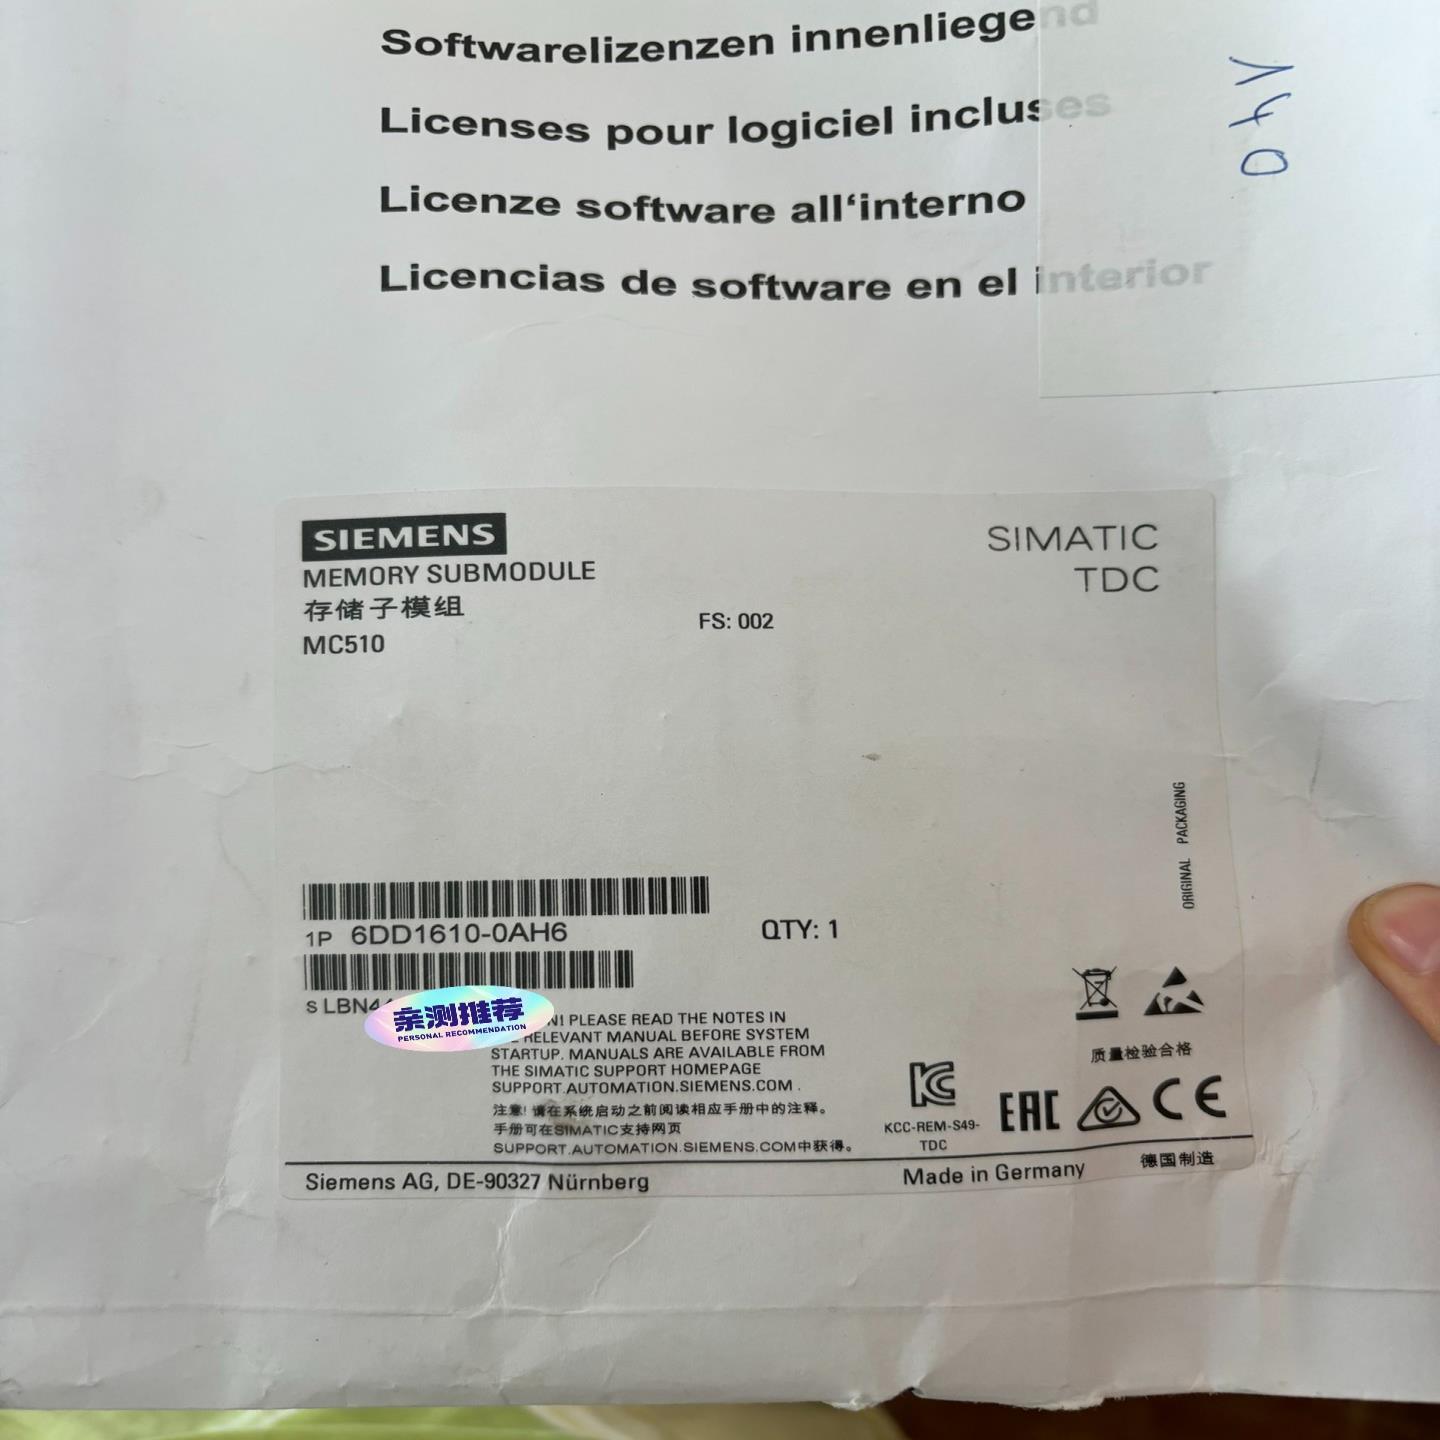 Softwarelizenzen innenliegend
Licenses pour logiciel incluses
Licenze software all'interno
Licencias de software en el interior
SIEMENS
SIMATIC
TDC
MEMORY SUBMODULE
存储子模组
MC510
FS: 002
ORIGINAL PACKAGING
1P 6DD1610-0AH6
QTY: 1
S LBN44
亲测推荐
PERSONAL RECOMMENDATION
N! PLEASE READ THE NOTES IN
RELEVANT MANUAL BEFORE SYSTEM
STARTUP. MANUALS ARE AVAILABLE FROM
THE SIMATIC SUPPORT HOMEPAGE
SUPPORT.AUTOMATION.SIEMENS.COM .
注意! 请在系统启动之前阅读相应手册中的注释。
手册可在SIMATIC支持网页
SUPPORT.AUTOMATION.SIEMENS.COM中获得。
质量检验合格
KCC-REM-S49-
TDC
EAC
CE
Siemens AG, DE-90327 Nürnberg
Made in Germany
德国制造